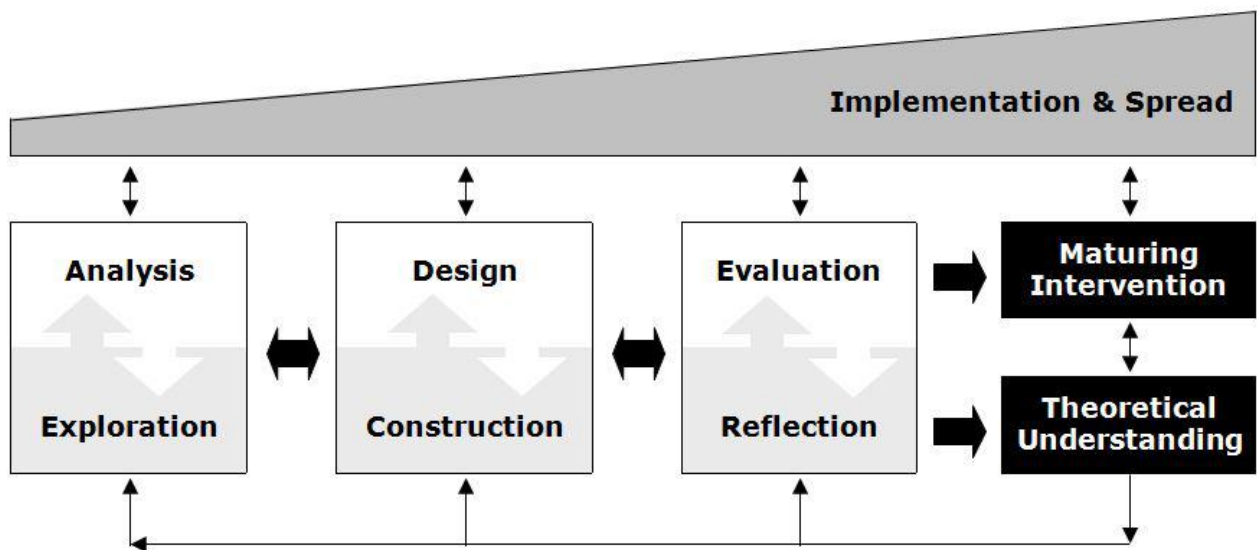 Implementation & Spread
Analysis
Exploration
Design
Construction
Evaluation
Reflection
Maturing
Intervention
Theoretical
Understanding